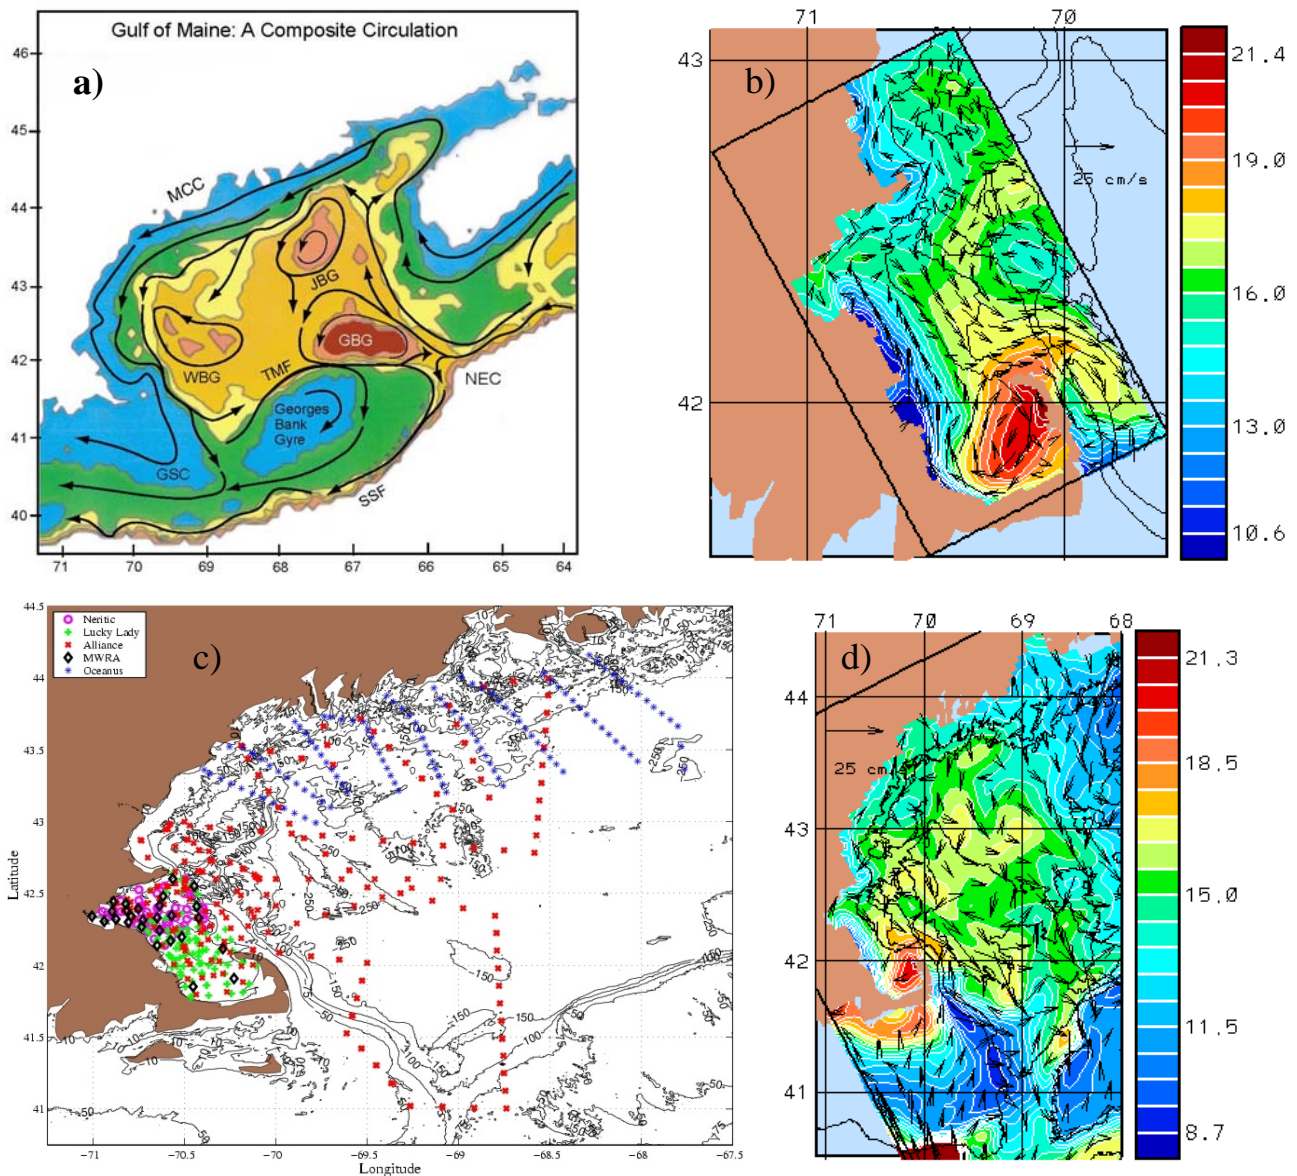 Gulf of Maine: A Composite Circulation
a)
46
45
44
43
42
41
40
71 70 69 68 67 66 65 64
MCC
JBG
GBG
WBG
TMF
NEC
Georges
Bank
Gyre
GSC
SSF
b)
71 70
43
42
25 cm/s
21.4
19.0
16.0
13.0
10.6
c)
Neritic
Lucky Lady
Alliance
MWRA
Oceanus
44.5
44
43.5
43
42.5
42
41.5
41
Latitude
−71 −70.5 −70 −69.5 −69 −68.5 −68 −67.5
Longitude
d)
71 70 69 68
44
43
42
41
25 cm
21.3
18.5
15.0
11.5
8.7